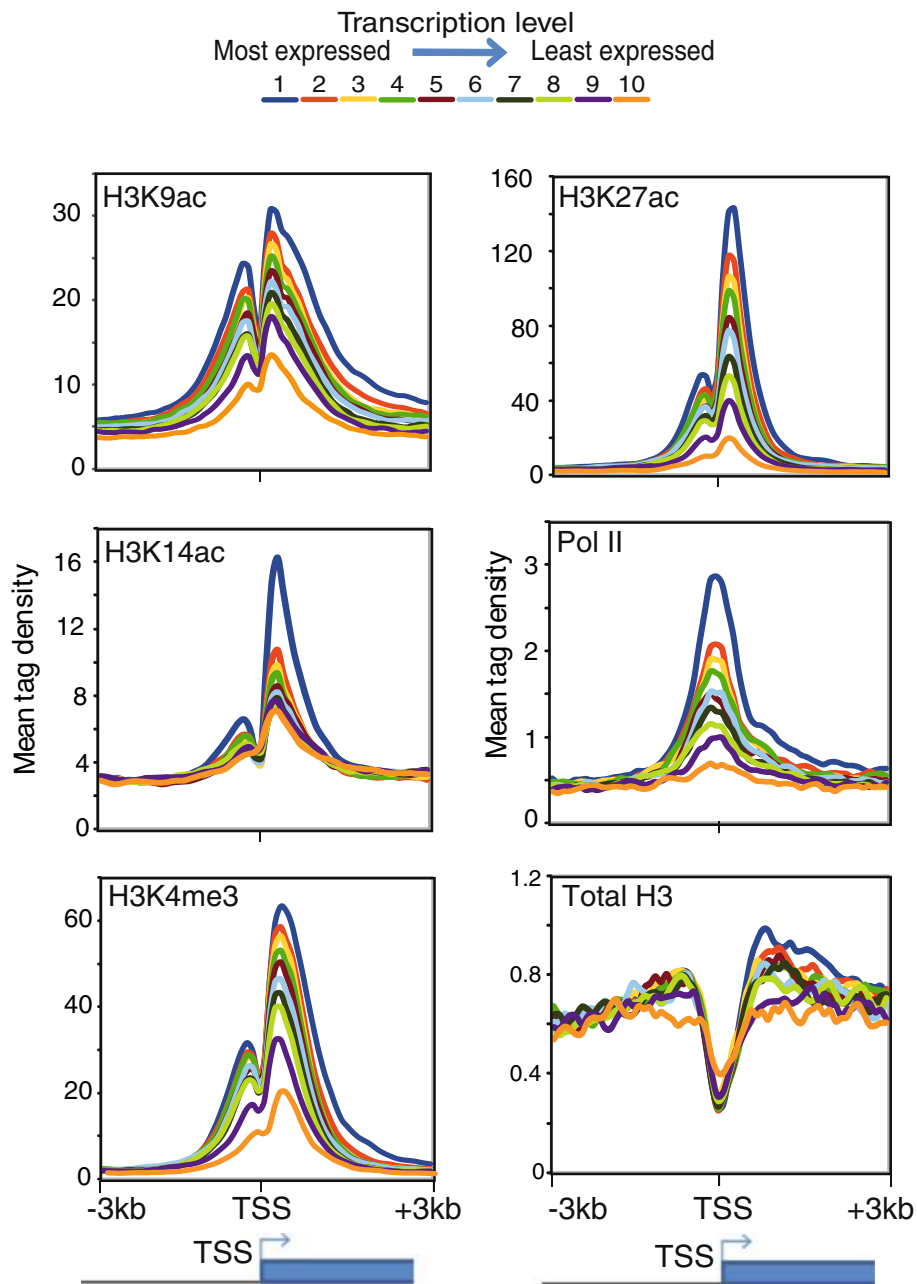 Transcription level
Most expressed Least expressed
1 2 3 4 5 6 7 8 9 10
H3K9ac
30
20
10
0
H3K27ac
160
120
80
40
0
Mean tag density
H3K14ac
16
12
8
4
0
Mean tag density
Pol II
3
2
1
0
H3K4me3
60
40
20
0
-3kb TSS +3kb
TSS
Total H3
1.2
0.8
0.4
0
-3kb TSS +3kb
TSS